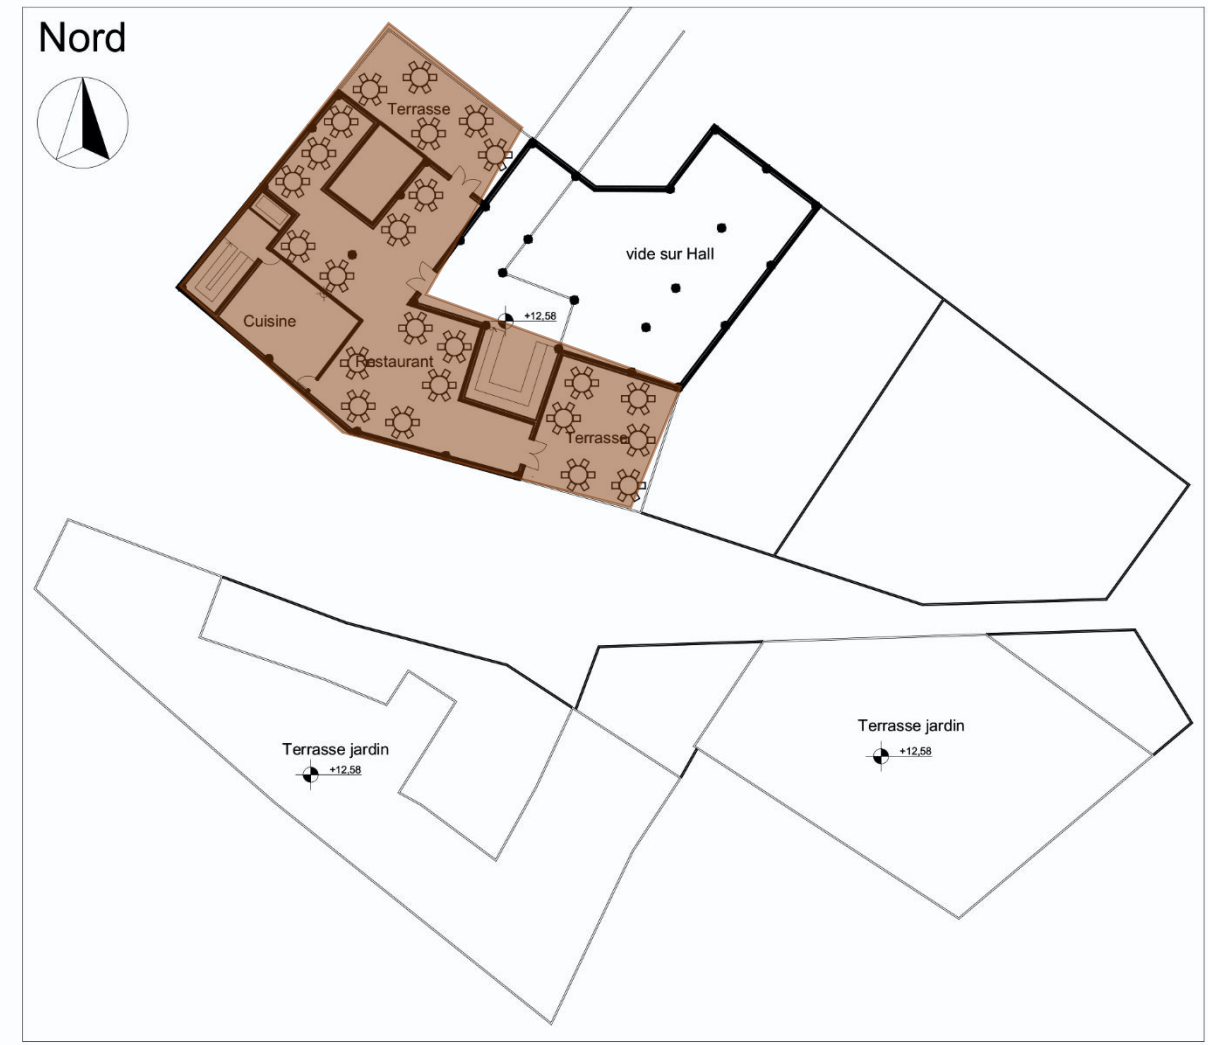 Nord
Terrasse
vide sur Hall
+12,58
Cuisine
Restaurant
Terrasse
Terrasse jardin
+12,58
Terrasse jardin
+12,58